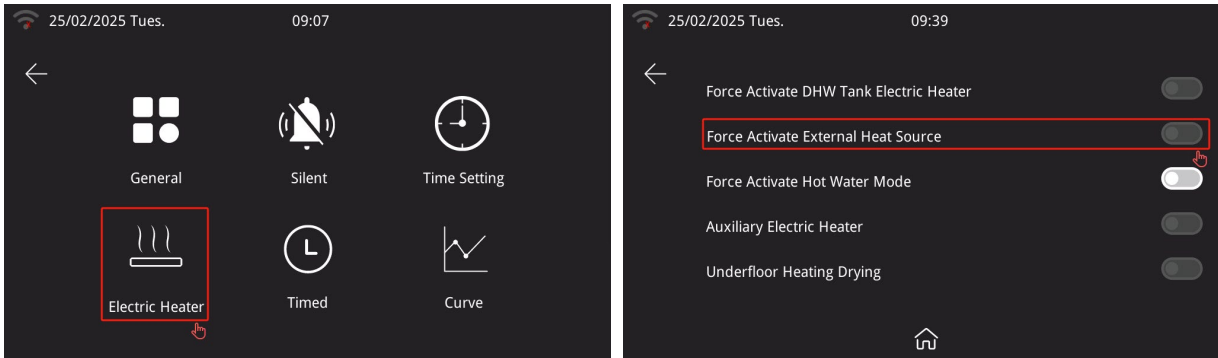 25/02/2025 Tues. 09:07
General Silent Time Setting
Electric Heater Timed Curve
25/02/2025 Tues. 09:39
Force Activate DHW Tank Electric Heater
Force Activate External Heat Source
Force Activate Hot Water Mode
Auxiliary Electric Heater
Underfloor Heating Drying